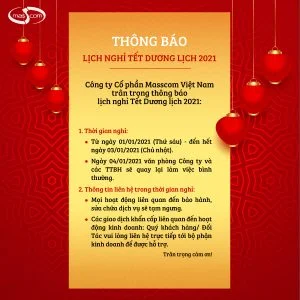 masscom
THÔNG BÁO
LỊCH NGHỈ TẾT DƯƠNG LỊCH 2021
Công ty Cổ phần Masscom Việt Nam
trân trọng thông báo
lịch nghỉ Tết Dương lịch 2021:
1. Thời gian nghỉ:
• Từ ngày 01/01/2021 (Thứ sáu) - đến hết
ngày 03/01/2021 (Chủ nhật).
• Ngày 04/01/2021 văn phòng Công ty và
các TTBH sẽ quay lại làm việc bình
thường.
2. Thông tin liên hệ trong thời gian nghỉ:
• Mọi hoạt động liên quan đến bảo hành,
sửa chữa dịch vụ sẽ tạm ngưng.
• Các giao dịch khẩn cấp liên quan đến hoạt
động kinh doanh: Quý khách hàng/ Đối
Tác vui lòng liên hệ trực tiếp tới bộ phận
kinh doanh để được hỗ trợ.
Trân trọng cảm ơn!